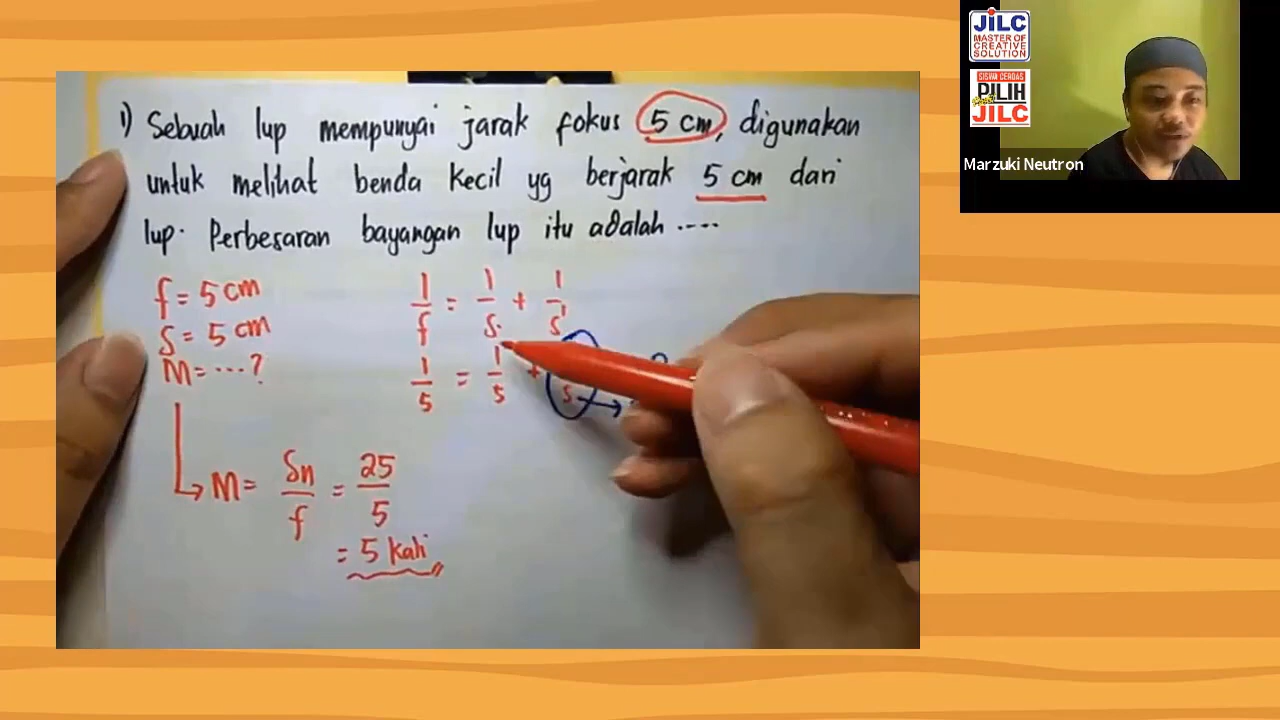 1) Sebuah lup mempunyai jarak fokus 5 cm, digunakan
untuk melihat benda kecil yg berjarak 5 cm dari
lup. Perbesaran bayangan lup itu adalah ....
f = 5 cm
s = 5 cm
M = ...?
1/f = 1/s + 1/s'
1/5 = 1/5 +
M = Sn/f = 25/5
= 5 kali
JILC
MASTER OF
CREATIVE
SOLUTION
SISWA CERDAS
PILIH
JILC
Marzuki Neutron